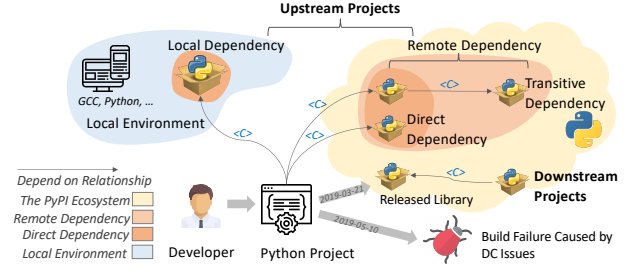 Upstream Projects
Local Dependency
Remote Dependency
GCC, Python, ...
Local Environment
<C>
<C>
<C>
<C>
Transitive
Dependency
Direct
Dependency
Depend on Relationship
The PyPI Ecosystem
Remote Dependency
Direct Dependency
Local Environment
Developer
Python Project
2019-03-21
2019-05-10
<C>
Released Library
Downstream
Projects
Build Failure Caused by
DC Issues